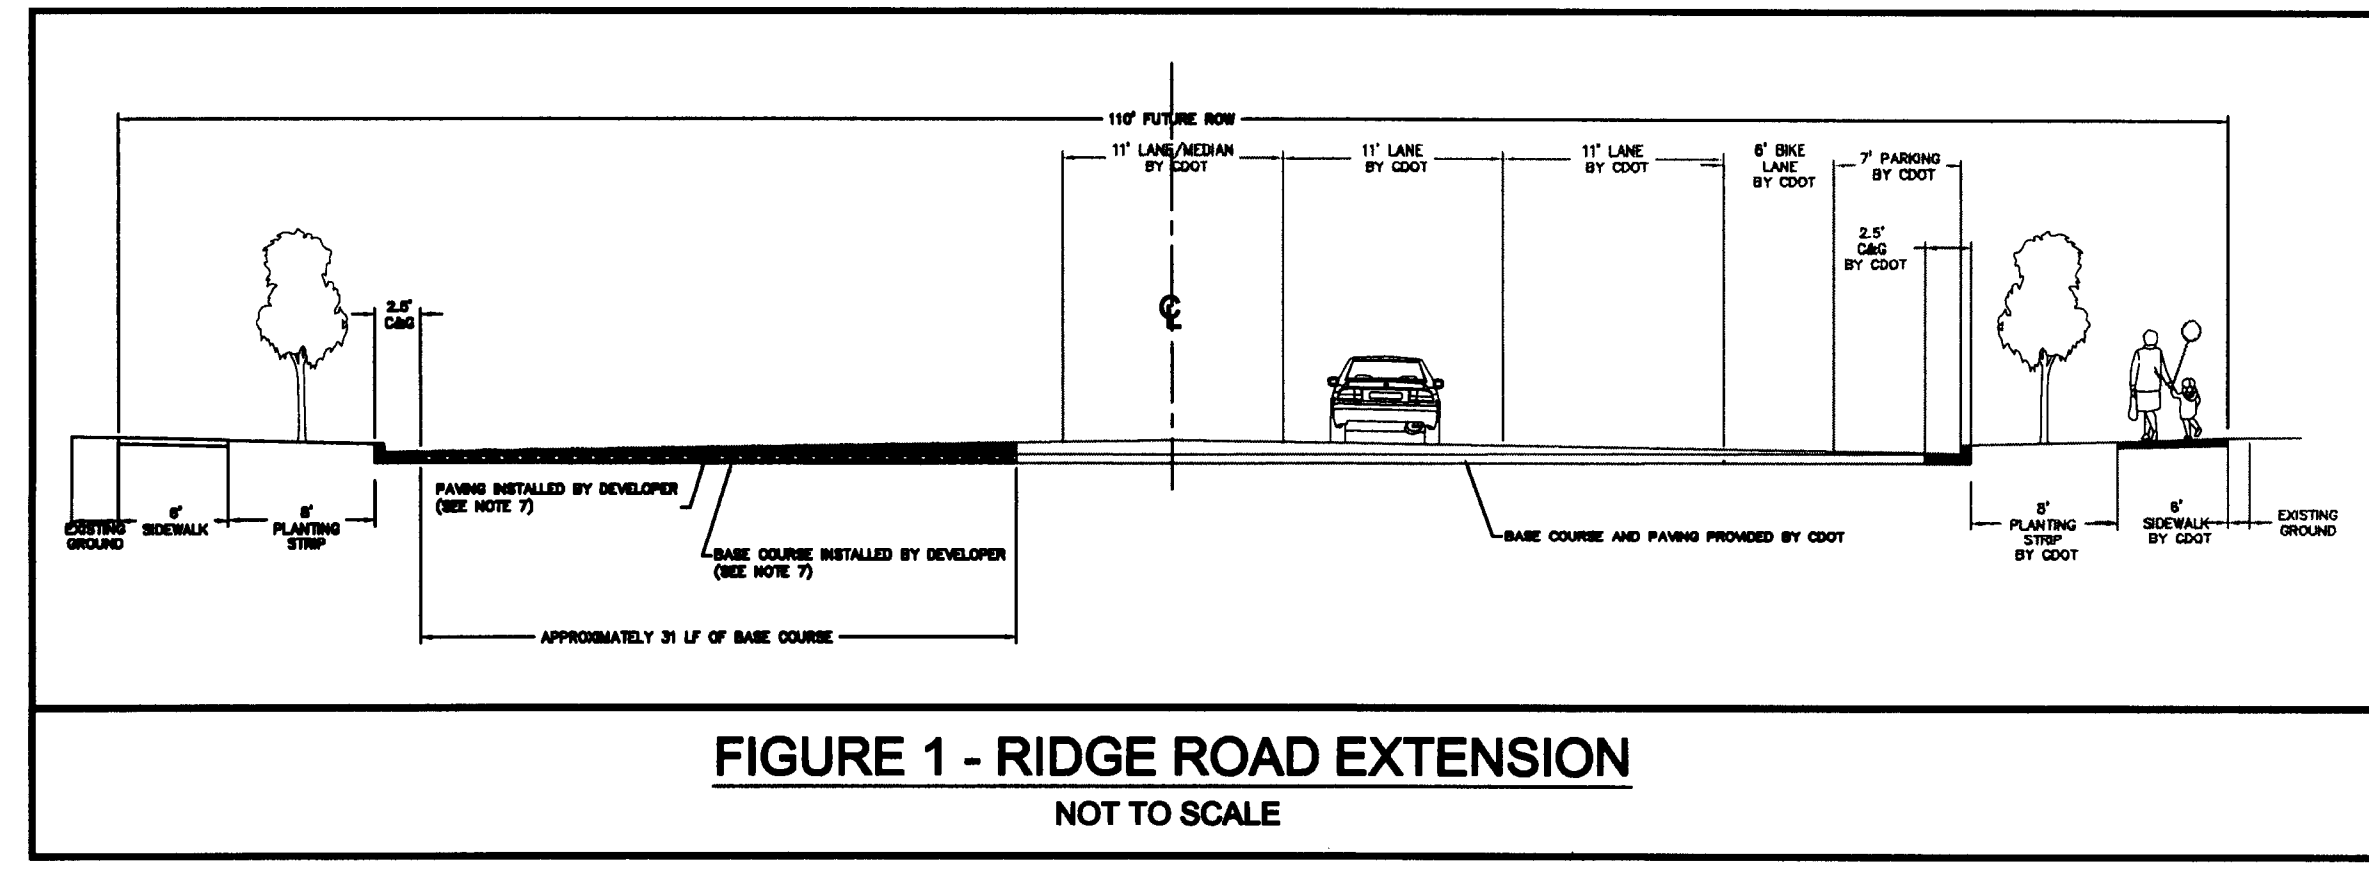 110' FUTURE ROW
11' LANE/MEDIAN
BY CDOT
11' LANE
BY CDOT
11' LANE
BY CDOT
6' BIKE
LANE
BY CDOT
7' PARKING
BY CDOT
2.5'
C&G
BY CDOT
2.5'
C&G
CL
PAVING INSTALLED BY DEVELOPER
(SEE NOTE 7)
BASE COURSE INSTALLED BY DEVELOPER
(SEE NOTE 7)
BASE COURSE AND PAVING PROVIDED BY CDOT
EXISTING
GROUND
6'
SIDEWALK
8'
PLANTING
STRIP
8'
PLANTING
STRIP
BY CDOT
6'
SIDEWALK
BY CDOT
EXISTING
GROUND
APPROXIMATELY 31 LF OF BASE COURSE
FIGURE 1 - RIDGE ROAD EXTENSION
NOT TO SCALE